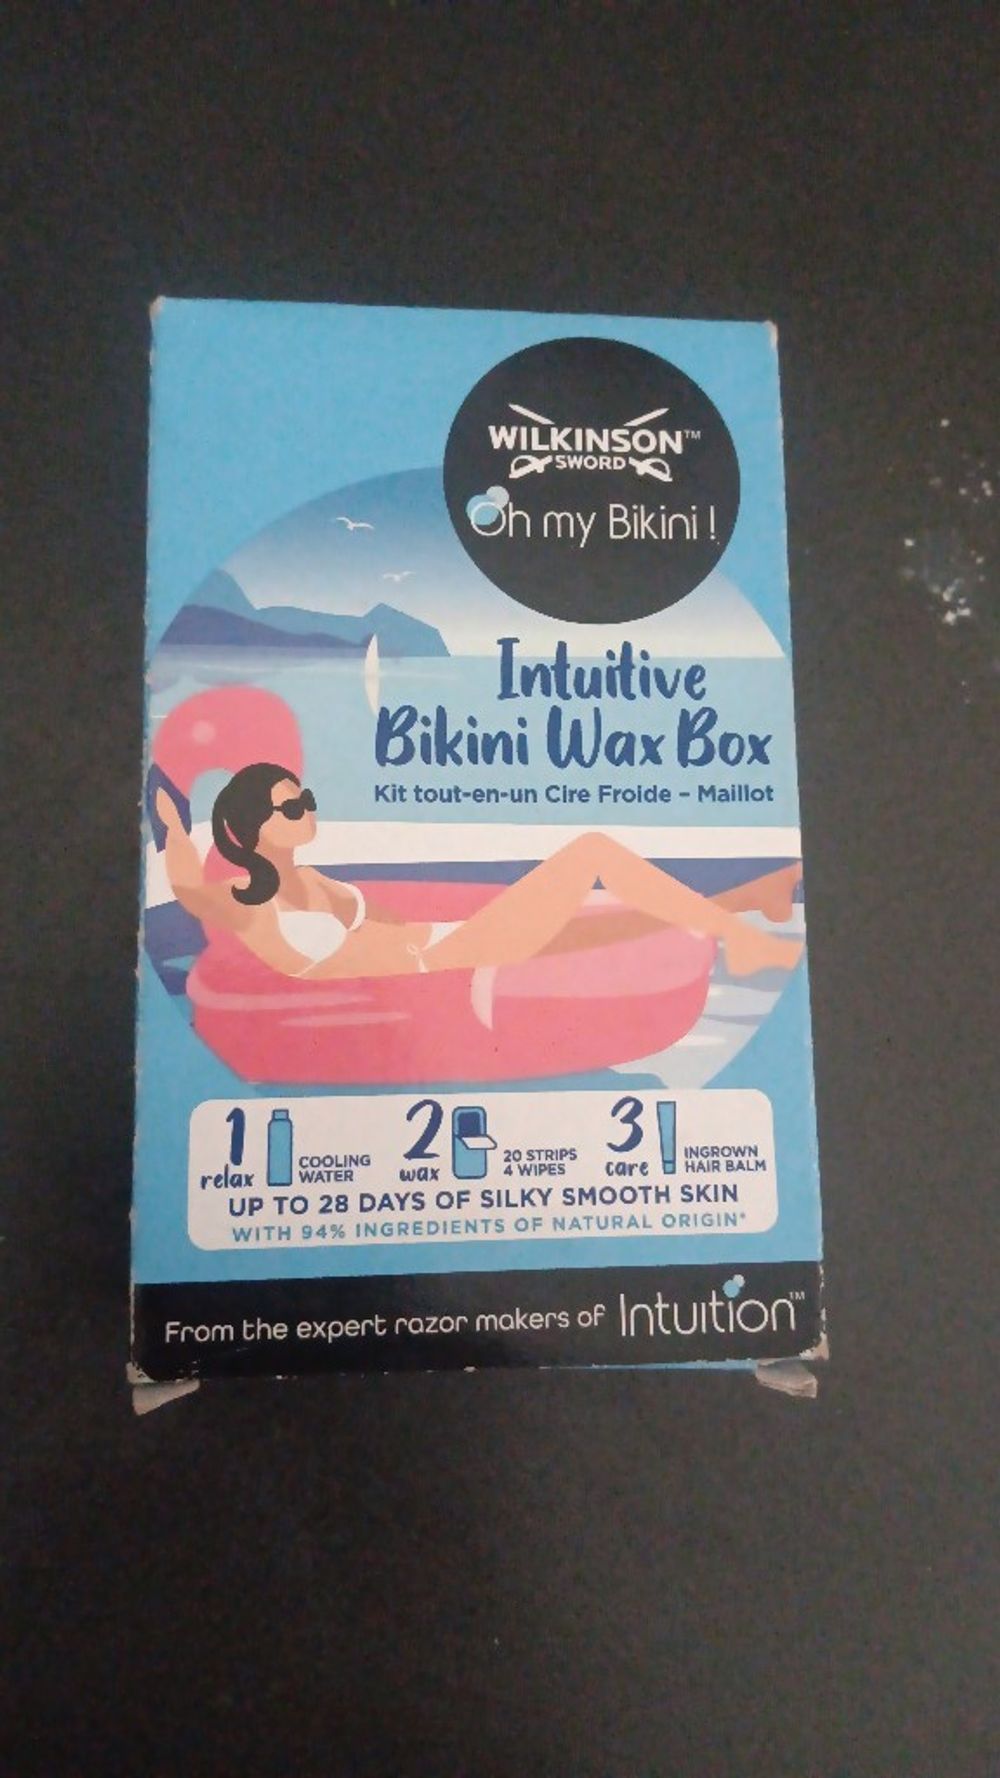 WILKINSON™
SWORD
Oh my Bikini !
Intuitive
Bikini Wax Box
Kit tout-en-un Cire Froide – Maillot
1
relax
COOLING
WATER
2
wax
20 STRIPS
4 WIPES
3
care
INGROWN
HAIR BALM
UP TO 28 DAYS OF SILKY SMOOTH SKIN
WITH 94% INGREDIENTS OF NATURAL ORIGIN*
From the expert razor makers of Intuition™